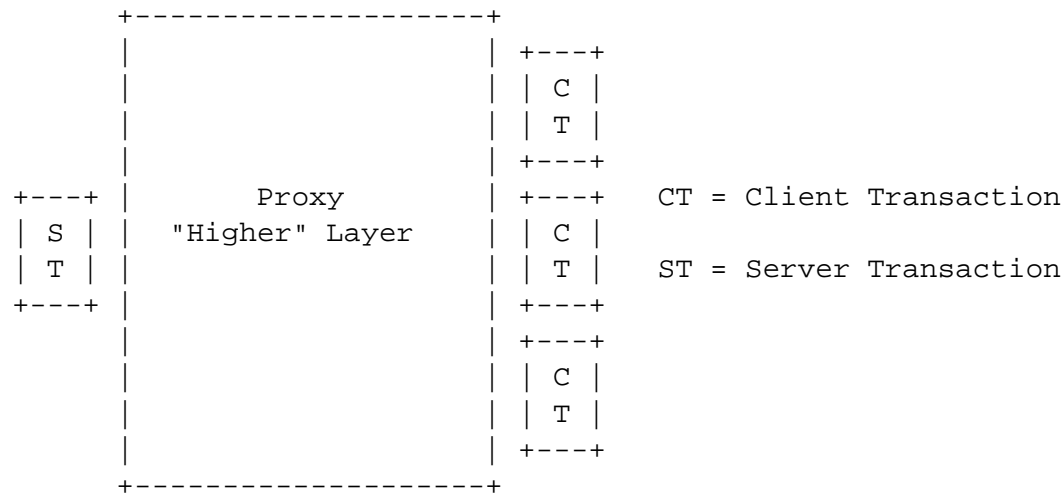 C
T
Proxy
CT = Client Transaction
S
"Higher" Layer
C
T
T
ST = Server Transaction
C
T